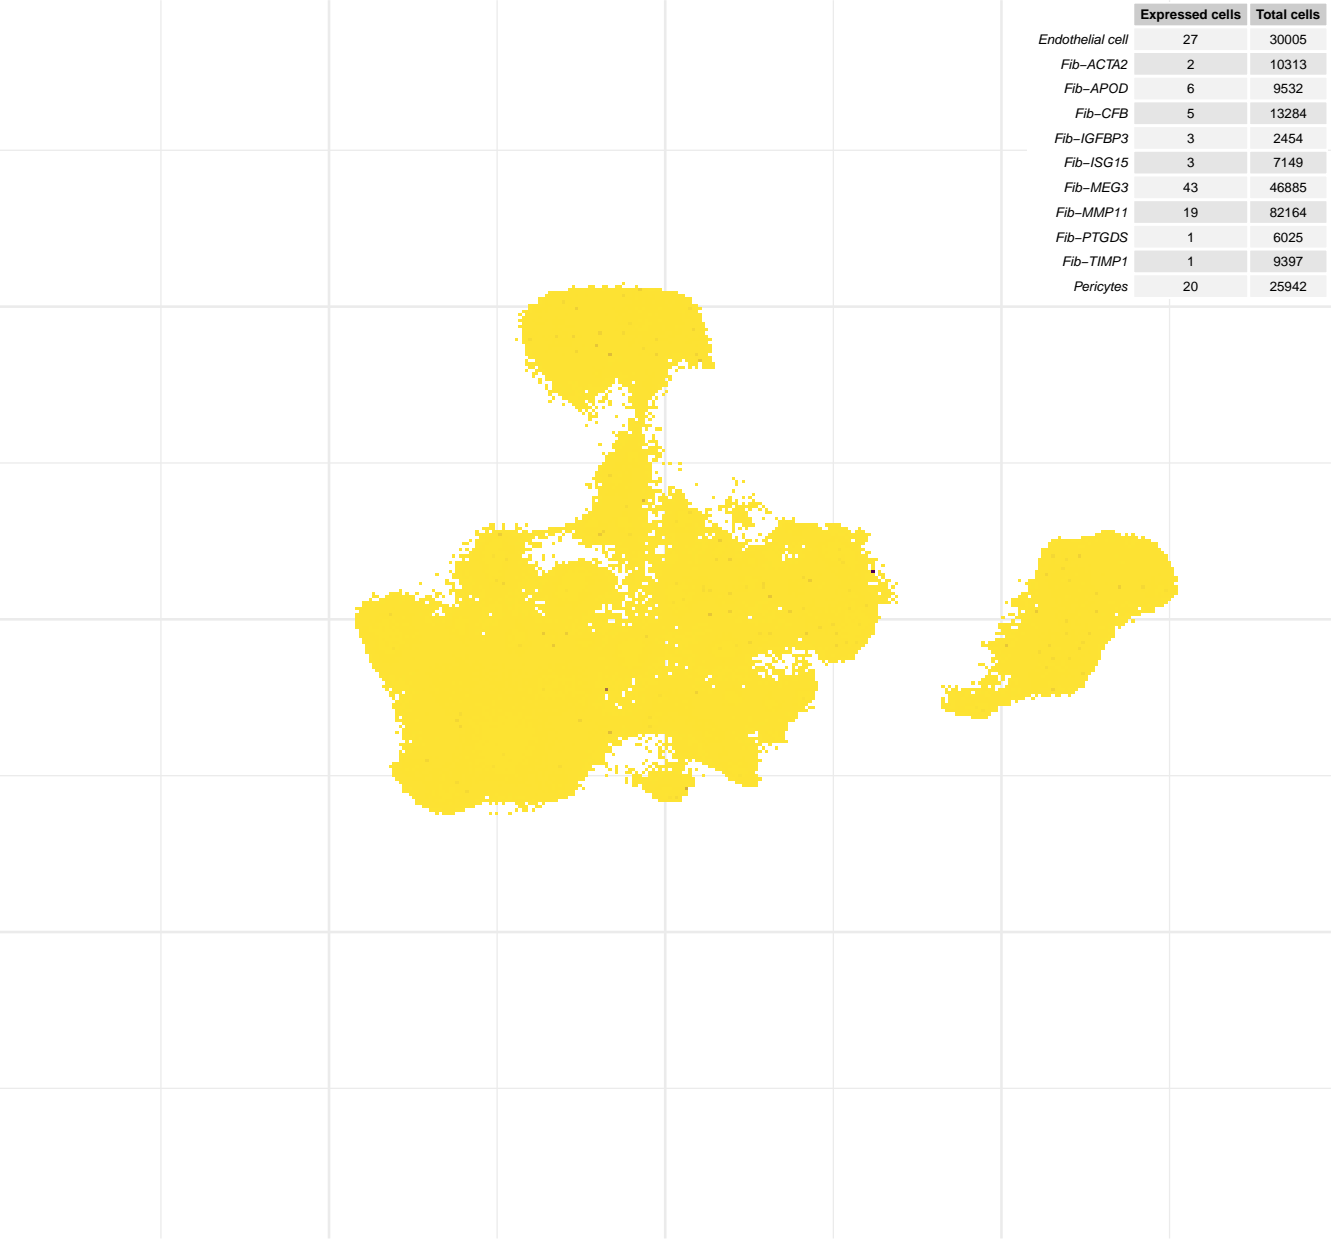 Expressed cells Total cells
Endothelial cell 27 30005
Fib−ACTA2 2 10313
Fib−APOD 6 9532
Fib−CFB 5 13284
Fib−IGFBP3 3 2454
Fib−ISG15 3 7149
Fib−MEG3 43 46885
Fib−MMP11 19 82164
Fib−PTGDS 1 6025
Fib−TIMP1 1 9397
Pericytes 20 25942